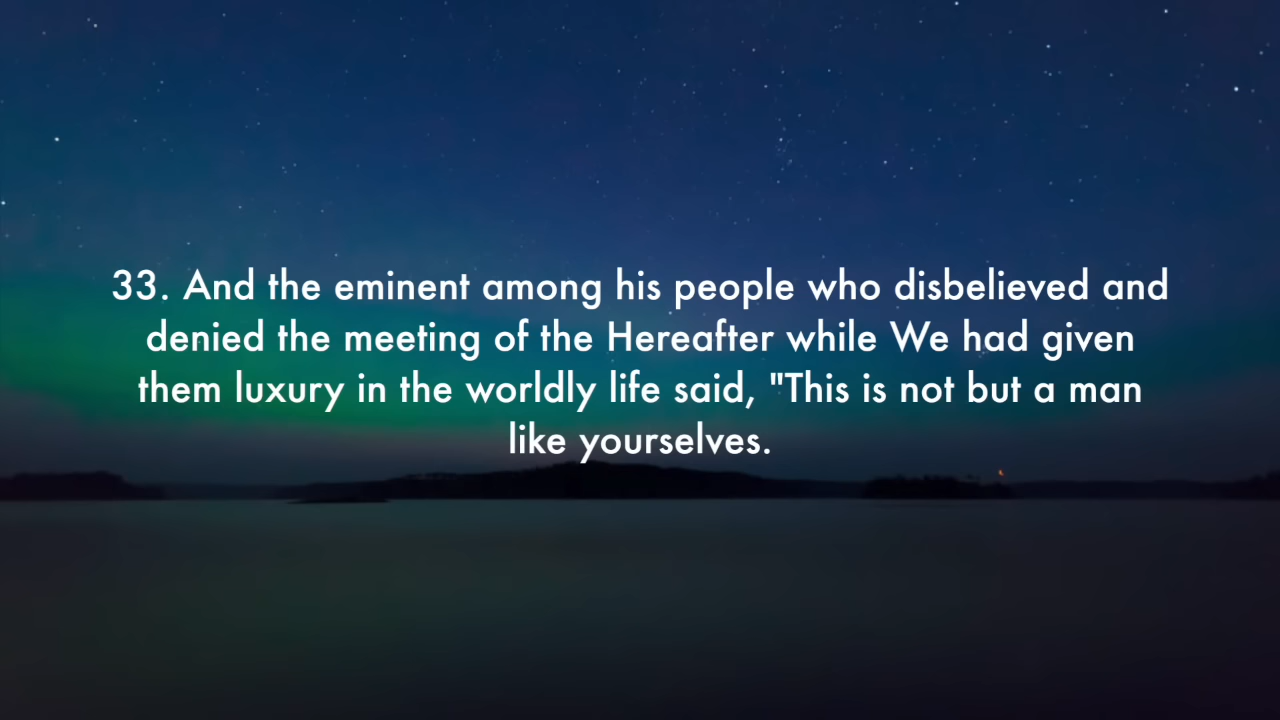 33. And the eminent among his people who disbelieved and
denied the meeting of the Hereafter while We had given
them luxury in the worldly life said, "This is not but a man
like yourselves.